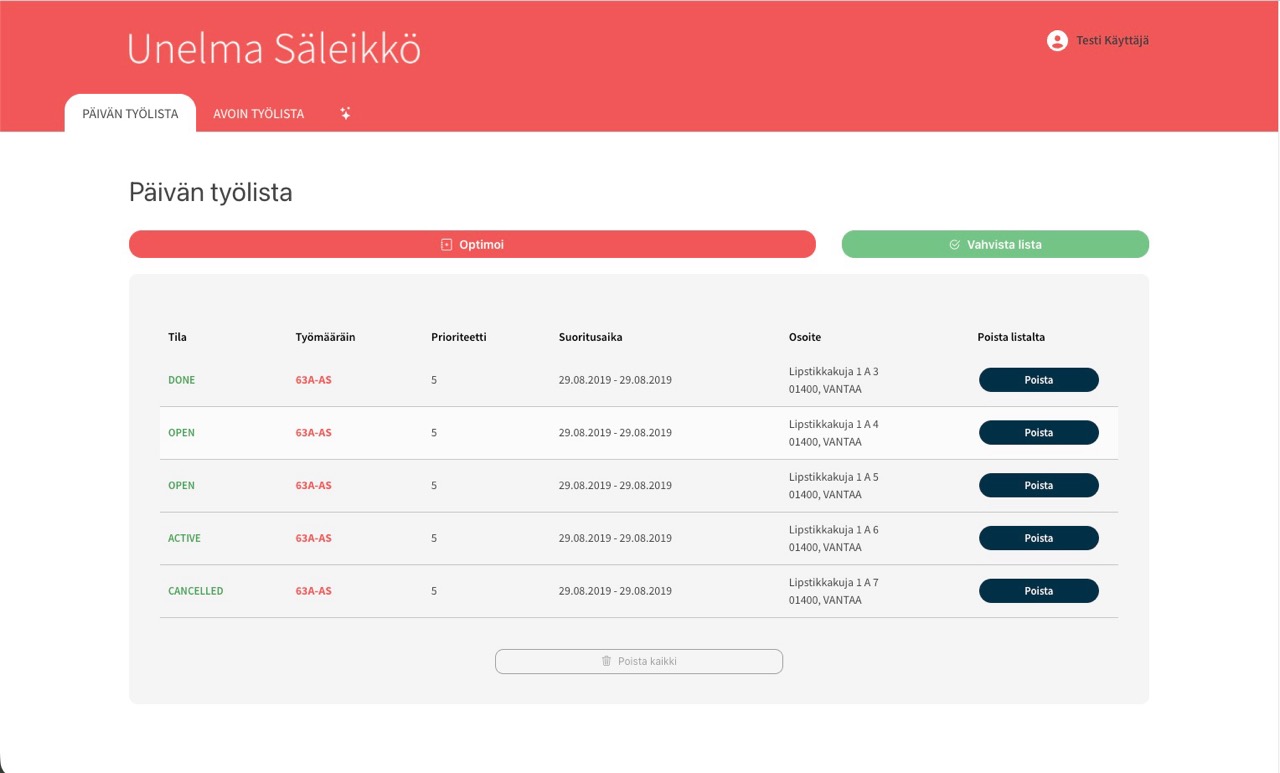 Unelma Säleikkö
Testi Käyttäjä
PÄIVÄN TYÖLISTA AVOIN TYÖLISTA
Päivän työlista
Optimoi Vahvista lista
Tila Työmääräin Prioriteetti Suoritusaika Osoite Poista listalta
DONE 63A-AS 5 29.08.2019 - 29.08.2019 Lipstikkakuja 1 A 3
01400, VANTAA Poista
OPEN 63A-AS 5 29.08.2019 - 29.08.2019 Lipstikkakuja 1 A 4
01400, VANTAA Poista
OPEN 63A-AS 5 29.08.2019 - 29.08.2019 Lipstikkakuja 1 A 5
01400, VANTAA Poista
ACTIVE 63A-AS 5 29.08.2019 - 29.08.2019 Lipstikkakuja 1 A 6
01400, VANTAA Poista
CANCELLED 63A-AS 5 29.08.2019 - 29.08.2019 Lipstikkakuja 1 A 7
01400, VANTAA Poista
Poista kaikki